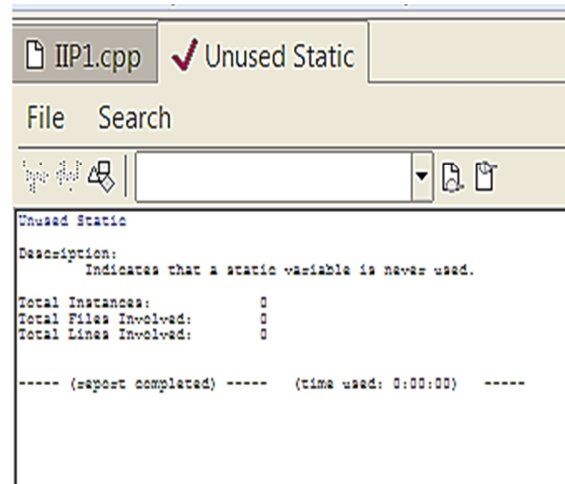 IIP1.cpp Unused Static
File Search
Unused Static
Description:
Indicates that a static variable is never used.
Total Instances: 0
Total Files Involved: 0
Total Lines Involved: 0
----- (report completed) ----- (time used: 0:00:00) -----